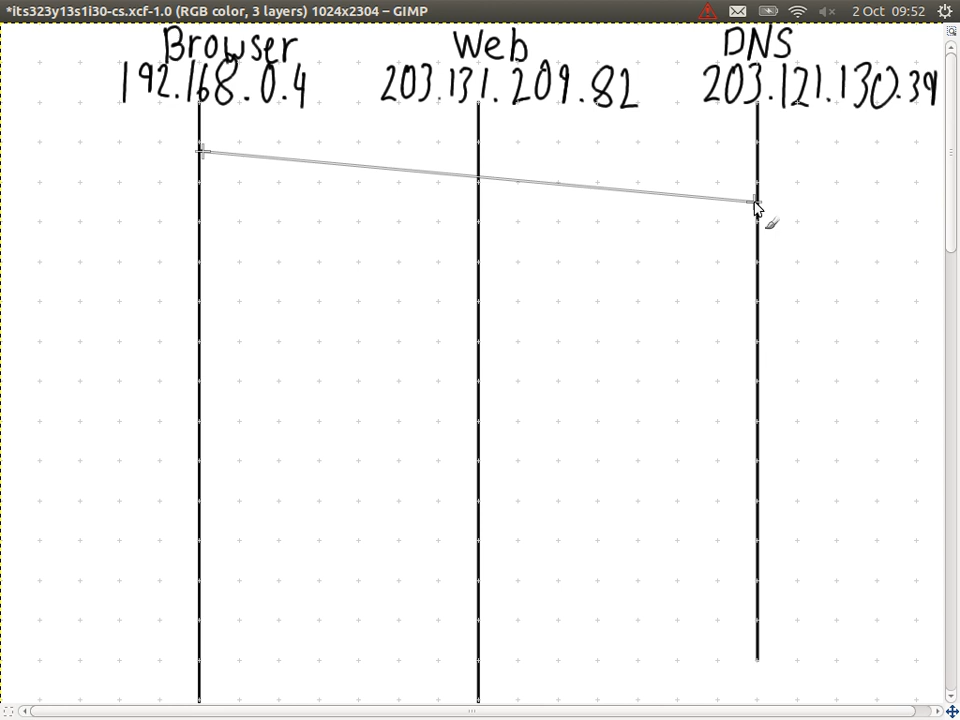 *its323y13s1i30-cs.xcf-1.0 (RGB color, 3 layers) 1024x2304 – GIMP
2 Oct 09:52
Browser Web DNS
192.168.0.4 203.131.209.82 203.121.130.39